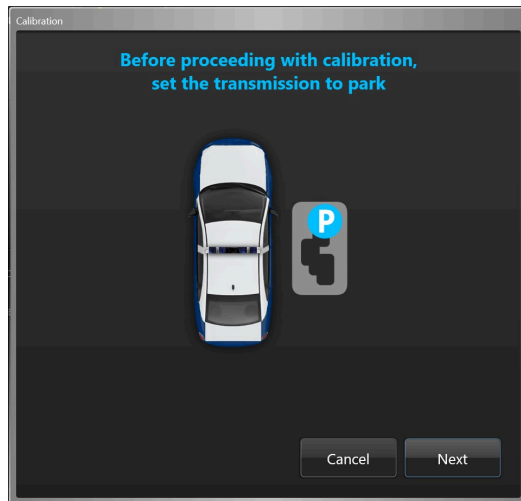 Calibration
Before proceeding with calibration,
set the transmission to park
P
Cancel
Next